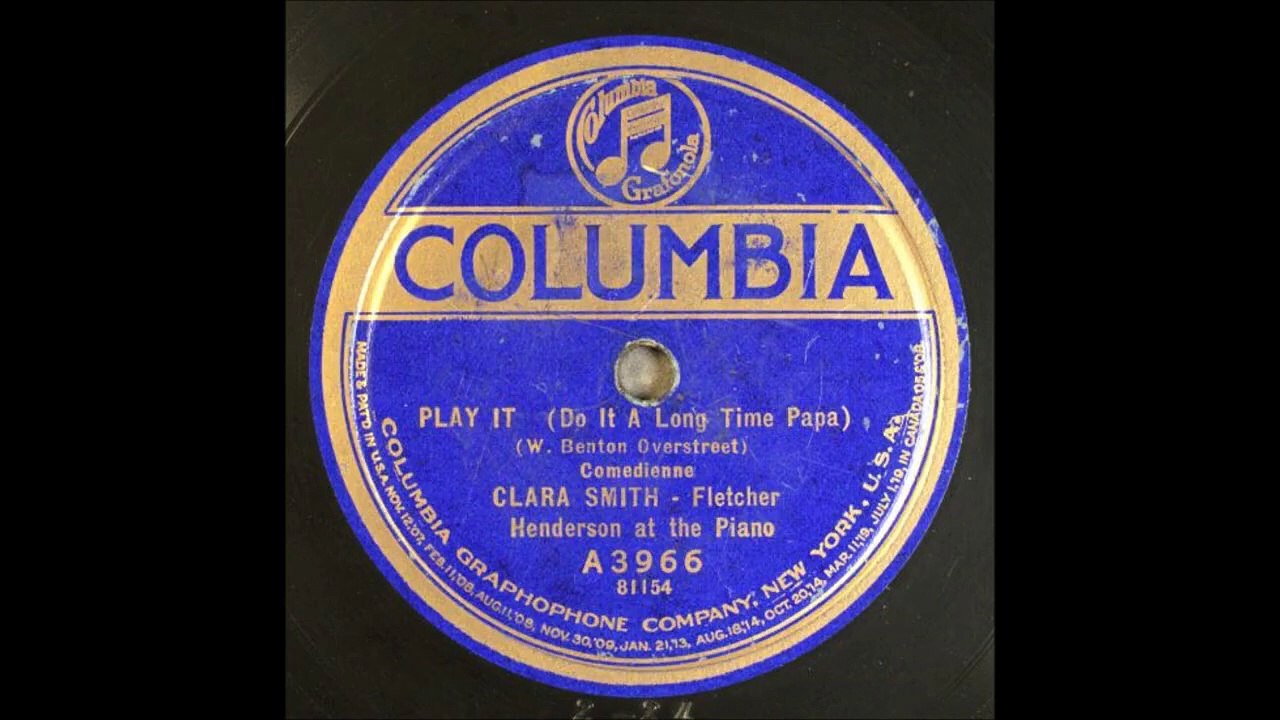 Columbia
Grafonola
COLUMBIA
PLAY IT (Do It A Long Time Papa)
(W. Benton Overstreet)
Comedienne
CLARA SMITH - Fletcher
Henderson at the Piano
A3966
81154
COLUMBIA GRAPHOPHONE COMPANY, NEW YORK, U.S.A.
MADE & PAT'D IN U.S.A. NOV. 12,'07, FEB. 11,'08, AUG. 11,'08, NOV. 30,'09, JAN. 21,'13, AUG. 18,'14, OCT. 20,'14, MAR. 11,'19, JULY 1,'19, IN CANADA DE F'08